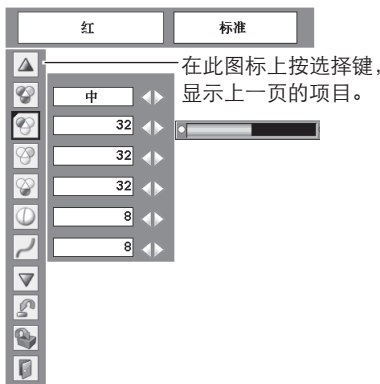 红 标准
在此图标上按选择键，
显示上一页的项目。
中
32
32
32
8
8